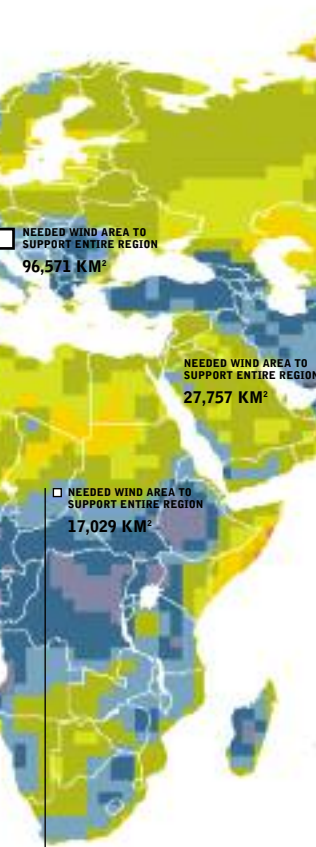 NEEDED WIND AREA TO
SUPPORT ENTIRE REGION
96,571 KM²
NEEDED WIND AREA TO
SUPPORT ENTIRE REGION
27,757 KM²
NEEDED WIND AREA TO
SUPPORT ENTIRE REGION
17,029 KM²